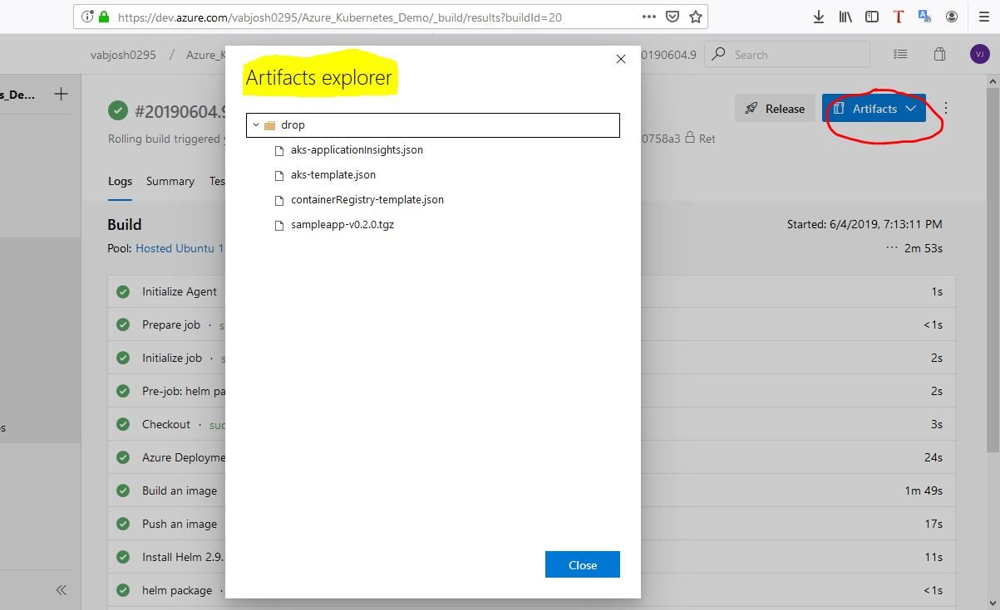 https://dev.azure.com/vabjosh0295/Azure_Kubernetes_Demo/_build/results?buildId=20
vabjosh0295 / Azure_K 20190604.9 Search VJ
s_De... +
Artifacts explorer
#20190604.9 Release Artifacts
Rolling build triggered 0758a3 Ret
drop
aks-applicationInsights.json
aks-template.json
containerRegistry-template.json
sampleapp-v0.2.0.tgz
Logs Summary Tes
Build Started: 6/4/2019, 7:13:11 PM
Pool: Hosted Ubuntu 1 ... 2m 53s
Initialize Agent 1s
Prepare job · s <1s
Initialize job · s 2s
Pre-job: helm pa 2s
Checkout · suc 3s
Azure Deployme 24s
Build an image 1m 49s
Push an image 17s
Install Helm 2.9. 11s
helm package · <1s
Close